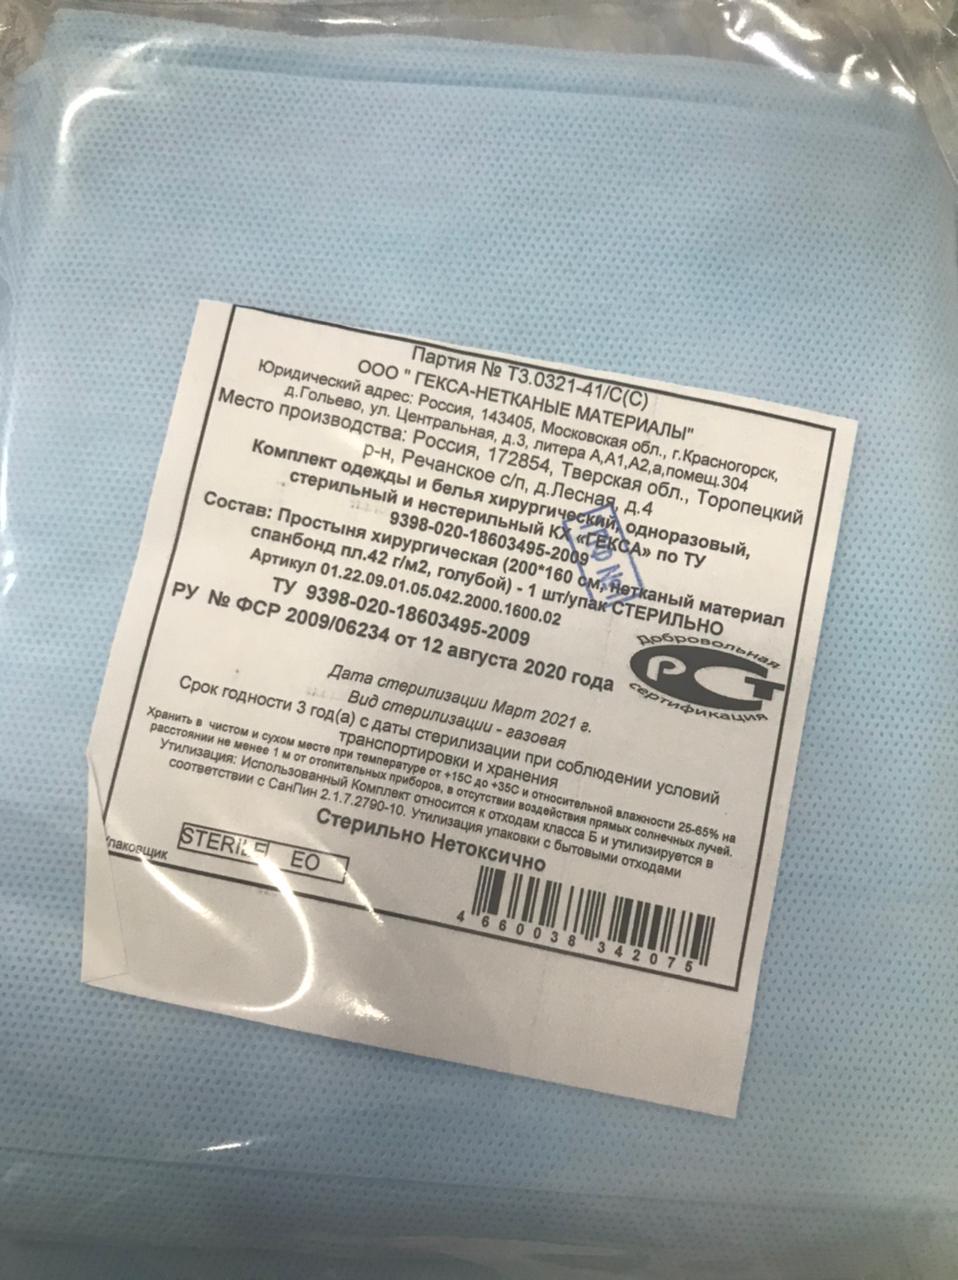 Партия № Т3.0321-41/С(С)
ООО " ГЕКСА-НЕТКАНЫЕ МАТЕРИАЛЫ"
Юридический адрес: Россия, 143405, Московская обл., г.Красногорск,
д.Гольево, ул. Центральная, д.3, литера А,А1,А2,а,помещ.304
Место производства: Россия, 172854, Тверская обл., Торопецкий
р-н, Речанское с/п, д.Лесная, д.4
Комплект одежды и белья хирургический, одноразовый,
стерильный и нестерильный КХ «ГЕКСА» по ТУ
9398-020-18603495-2009
Состав: Простыня хирургическая (200*160 см, нетканый материал
спанбонд пл.42 г/м2, голубой) - 1 шт/упак СТЕРИЛЬНО
Артикул 01.22.09.01.05.042.2000.1600.02
ТУ 9398-020-18603495-2009
РУ № ФСР 2009/06234 от 12 августа 2020 года
Добровольная
РСТ
сертификация
Дата стерилизации Март 2021 г.
Вид стерилизации - газовая
Срок годности 3 год(а) с даты стерилизации при соблюдении условий
транспортировки и хранения
Хранить в чистом и сухом месте при температуре от +15С до +35С и относительной влажности 25-65% на
расстоянии не менее 1 м от отопительных приборов, в отсутствии воздействия прямых солнечных лучей.
Утилизация: Использованный Комплект относится к отходам класса Б и утилизируется в
соответствии с СанПин 2.1.7.2790-10. Утилизация упаковки с бытовыми отходами
Стерильно Нетоксично
STERILE EO
паковщик
4 660038 342075